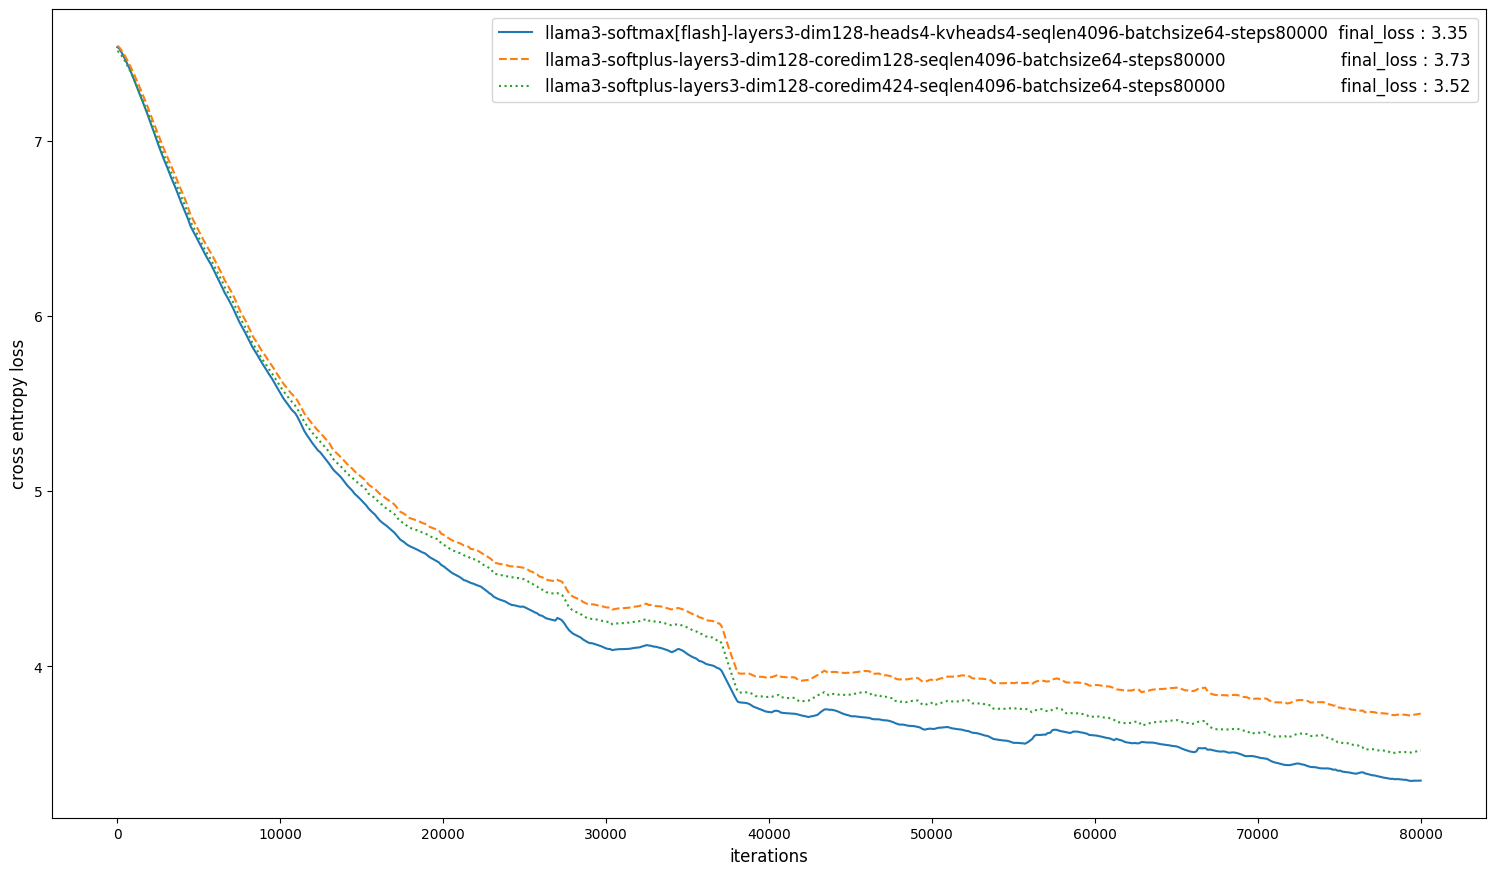 llama3-softmax[flash]-layers3-dim128-heads4-kvheads4-seqlen4096-batchsize64-steps80000 final_loss : 3.35
llama3-softplus-layers3-dim128-coredim128-seqlen4096-batchsize64-steps80000 final_loss : 3.73
llama3-softplus-layers3-dim128-coredim424-seqlen4096-batchsize64-steps80000 final_loss : 3.52
7
6
5
4
cross entropy loss
0 10000 20000 30000 40000 50000 60000 70000 80000
iterations